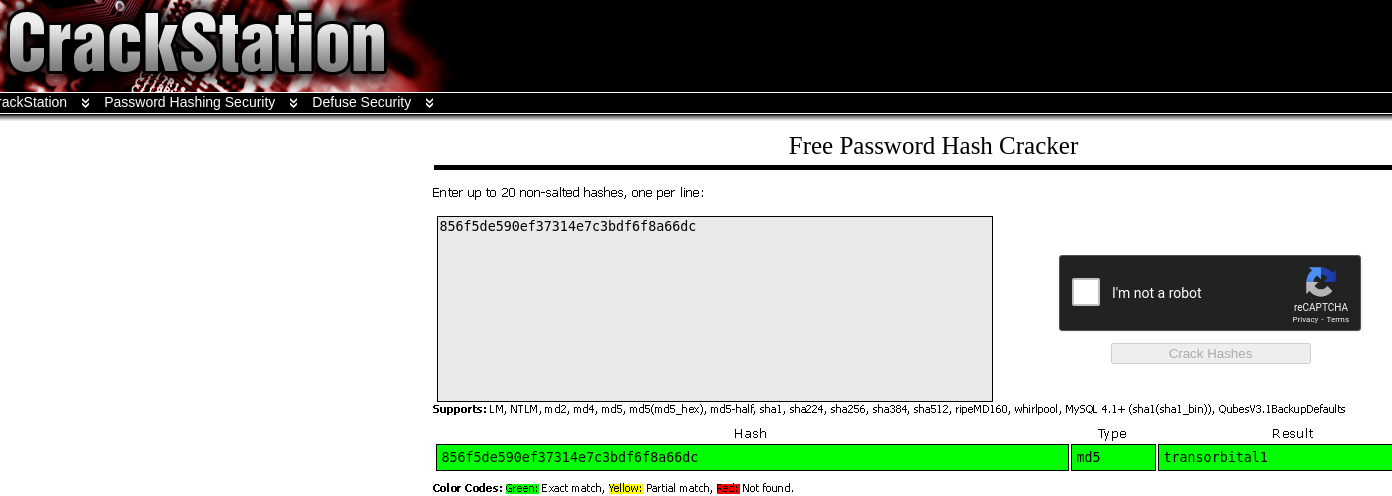 CrackStation
rackStation Password Hashing Security Defuse Security
Free Password Hash Cracker
Enter up to 20 non-salted hashes, one per line:
856f5de590ef37314e7c3bdf6f8a66dc
I'm not a robot
reCAPTCHA
Privacy - Terms
Crack Hashes
Supports: LM, NTLM, md2, md4, md5, md5(md5_hex), md5-half, sha1, sha224, sha256, sha384, sha512, ripeMD160, whirlpool, MySQL 4.1+ (sha1(sha1_bin)), QubesV3.1BackupDefaults
Hash Type Result
856f5de590ef37314e7c3bdf6f8a66dc md5 transorbital1
Color Codes: Green: Exact match, Yellow: Partial match, Red: Not found.